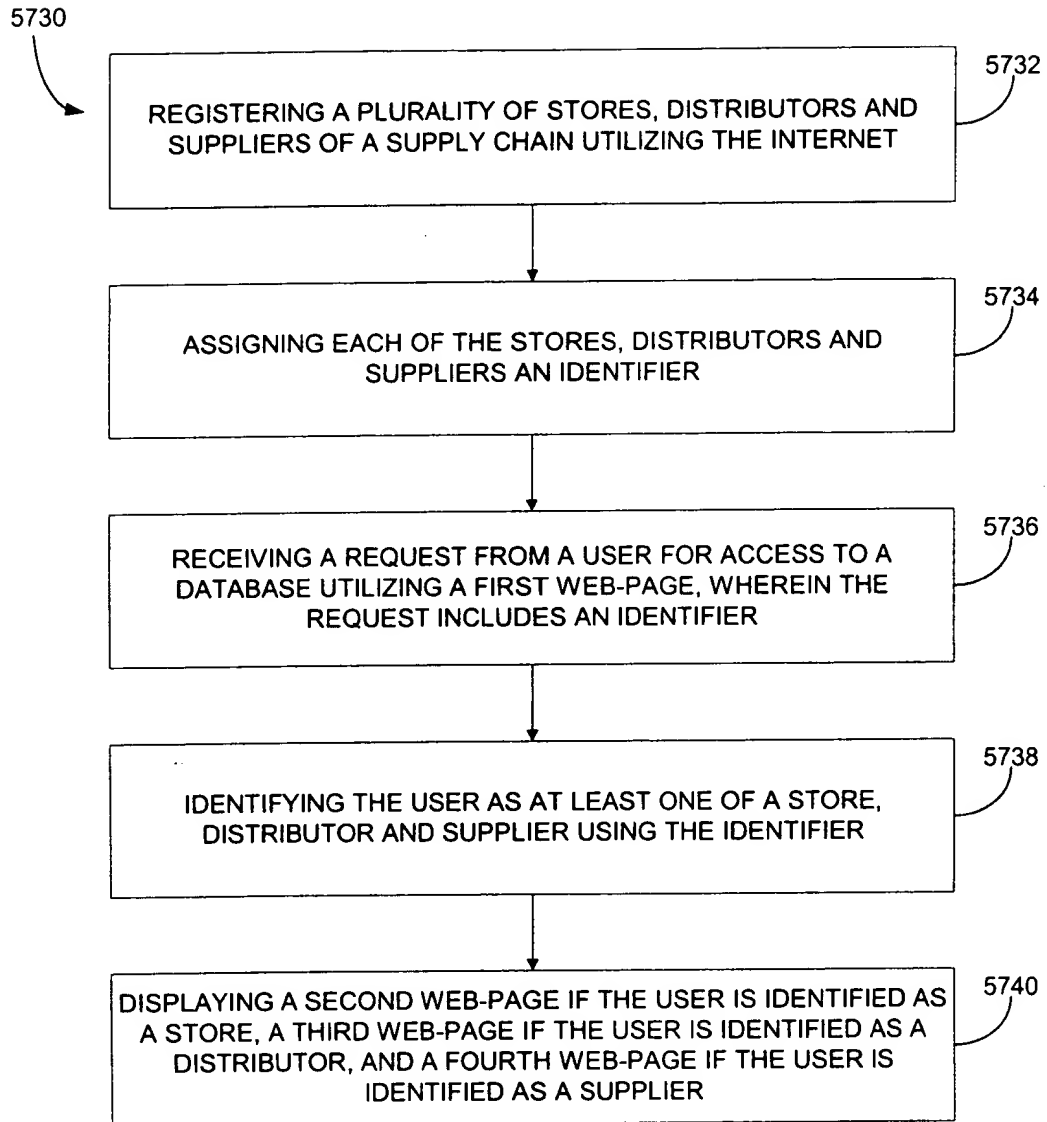 5730
5732
REGISTERING A PLURALITY OF STORES, DISTRIBUTORS AND
SUPPLIERS OF A SUPPLY CHAIN UTILIZING THE INTERNET
5734
ASSIGNING EACH OF THE STORES, DISTRIBUTORS AND
SUPPLIERS AN IDENTIFIER
5736
RECEIVING A REQUEST FROM A USER FOR ACCESS TO A
DATABASE UTILIZING A FIRST WEB-PAGE, WHEREIN THE
REQUEST INCLUDES AN IDENTIFIER
5738
IDENTIFYING THE USER AS AT LEAST ONE OF A STORE,
DISTRIBUTOR AND SUPPLIER USING THE IDENTIFIER
5740
DISPLAYING A SECOND WEB-PAGE IF THE USER IS IDENTIFIED AS
A STORE, A THIRD WEB-PAGE IF THE USER IS IDENTIFIED AS A
DISTRIBUTOR, AND A FOURTH WEB-PAGE IF THE USER IS
IDENTIFIED AS A SUPPLIER